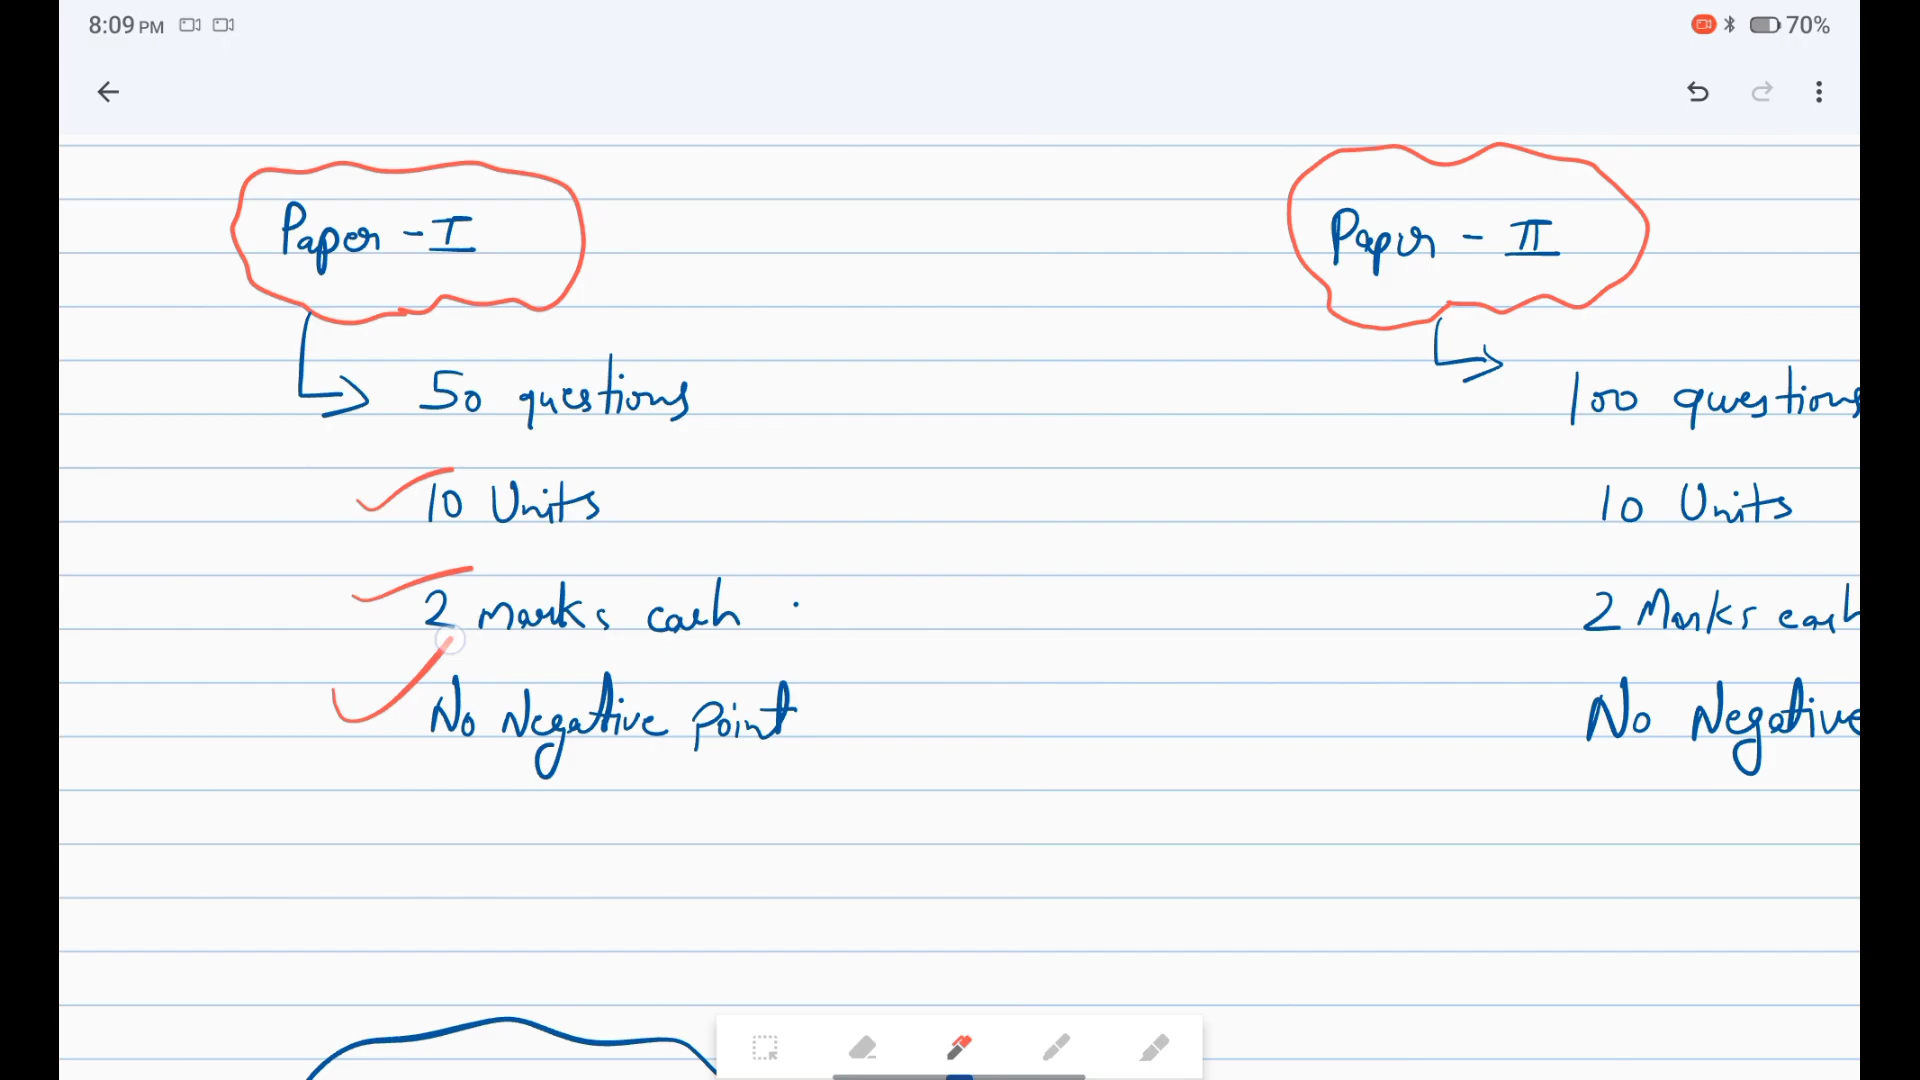 8:09 PM
70%
Paper - I
Paper - II
50 questions
100 questions
10 Units
10 Units
2 marks each
2 Marks each
No Negative point
No Negative